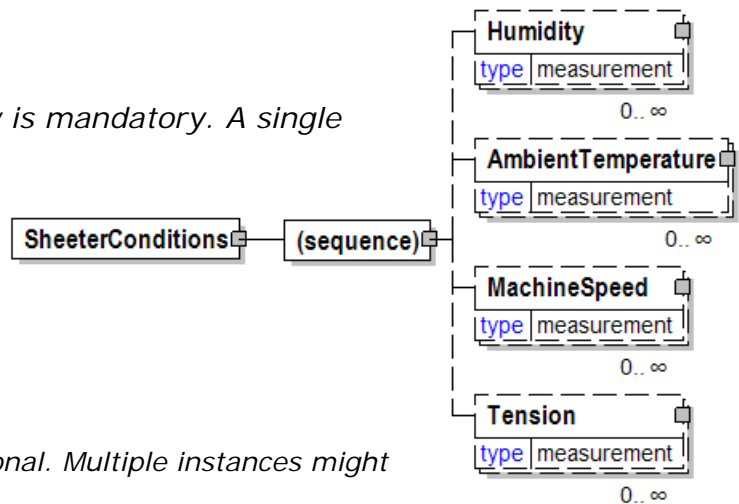 Humidity
type measurement
0.. ∞
is mandatory. A single
AmbientTemperature
type measurement
0.. ∞
SheeterConditions (sequence)
MachineSpeed
type measurement
0.. ∞
Tension
type measurement
0.. ∞
onal. Multiple instances might